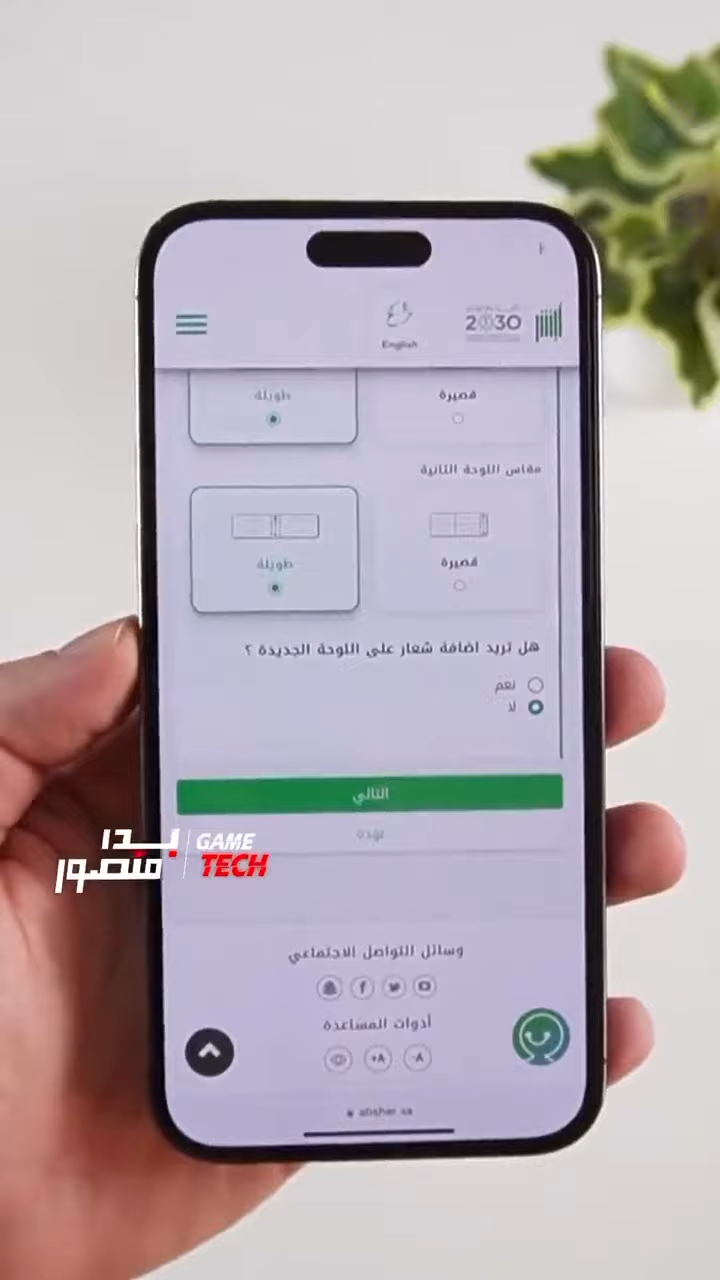 2030
English
قصيرة
طويلة
مقاس اللوحة الثانية
قصيرة
طويلة
هل تريد اضافة شعار على اللوحة الجديدة ؟
نعم
لا
التالي
عودة
GAME
TECH
منصور
وسائل التواصل الاجتماعي
أدوات المساعدة
A-
A+
absher.sa